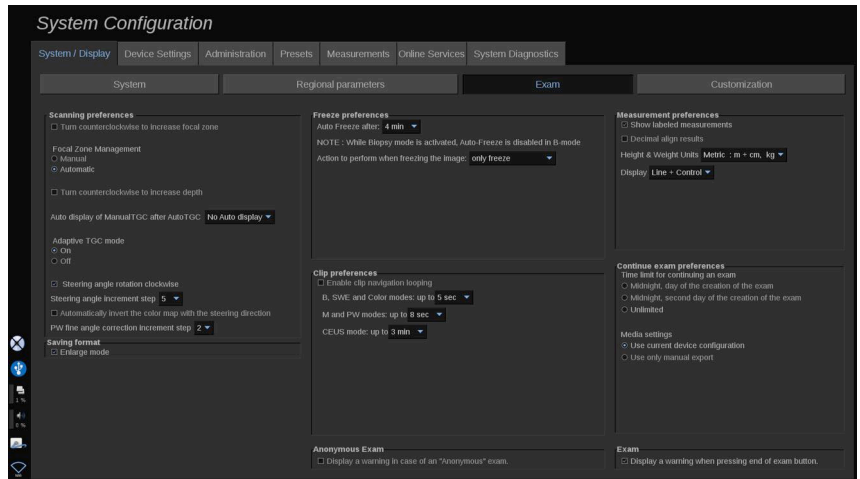 System Configuration
System / Display
Device Settings
Administration
Presets
Measurements
Online Services
System Diagnostics
System
Regional parameters
Exam
Customization
Scanning preferences
Turn counterclockwise to increase focal zone
Focal Zone Management
Manual
Automatic
Turn counterclockwise to increase depth
Auto display of ManualTGC after AutoTGC No Auto display
Adaptive TGC mode
On
Off
Steering angle rotation clockwise
Steering angle increment step 5
Automatically invert the color map with the steering direction
PW fine angle correction increment step 2
Saving format
Enlarge mode
Freeze preferences
Auto Freeze after: 4 min
NOTE : While Biopsy mode is activated, Auto-Freeze is disabled in B-mode
Action to perform when freezing the Image: only freeze
Clip preferences
Enable clip navigation looping
B, SWE and Color modes: up to 5 sec
M and PW modes: up to 8 sec
CEUS mode: up to 3 min
Anonymous Exam
Display a warning in case of an "Anonymous" exam.
Measurement preferences
Show labeled measurements
Decimal align results
Height & Weight Units Metric : m + cm, kg
Display Line + Control
Continue exam preferences
Time limit for continuing an exam
Midnight, day of the creation of the exam
Midnight, second day of the creation of the exam
Unlimited
Media settings
Use current device configuration
Use only manual export
Exam
Display a warning when pressing end of exam button.
1 %